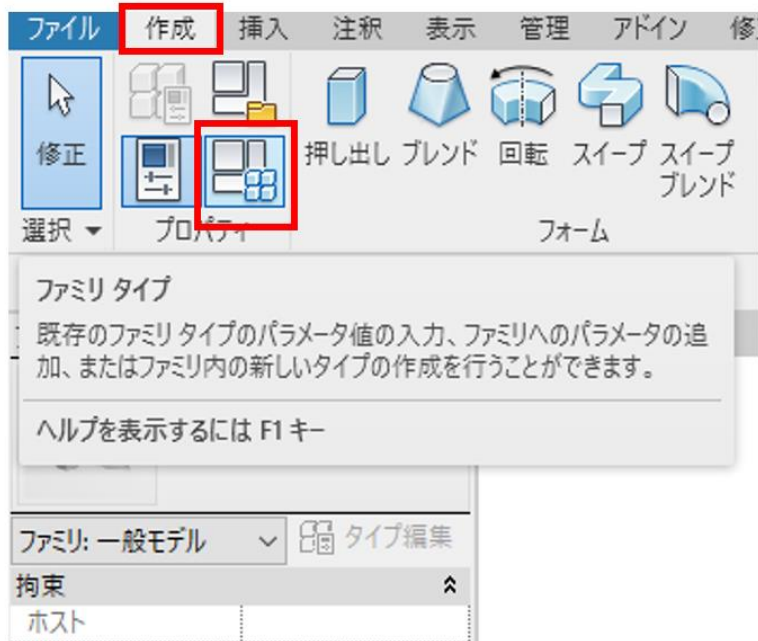 ファイル 作成 挿入 注釈 表示 管理 アドイン 修
修正
押し出し ブレンド 回転 スイープ スイープ
ブレンド
選択 プロパティ フォーム
ファミリ タイプ
既存のファミリ タイプのパラメータ値の入力、ファミリへのパラメータの追
加、またはファミリ内の新しいタイプの作成を行うことができます。
ヘルプを表示するには F1 キー
ファミリ: 一般モデル タイプ編集
拘束
ホスト